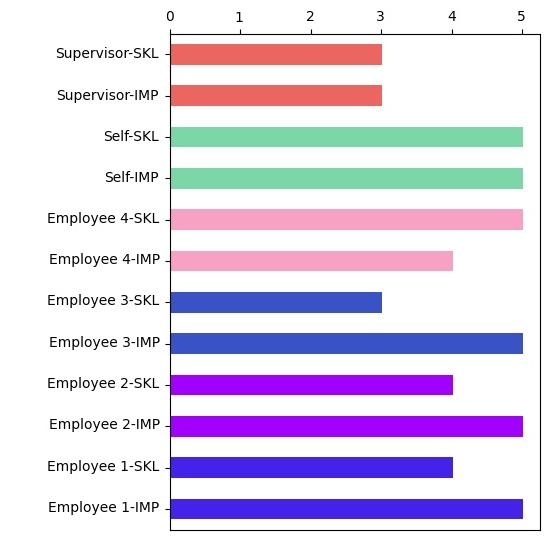 0 1 2 3 4 5
Supervisor-SKL
Supervisor-IMP
Self-SKL
Self-IMP
Employee 4-SKL
Employee 4-IMP
Employee 3-SKL
Employee 3-IMP
Employee 2-SKL
Employee 2-IMP
Employee 1-SKL
Employee 1-IMP